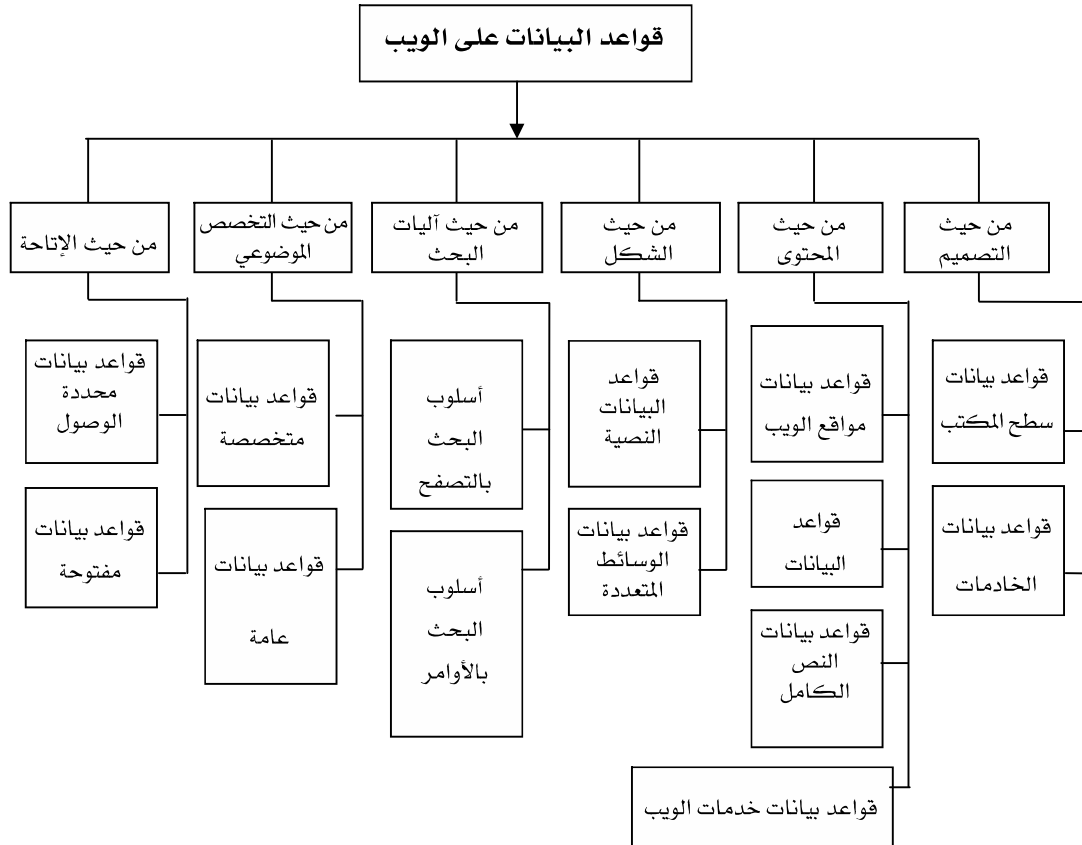 قواعد البيانات على الويب
من حيث
التصميم
من حيث
المحتوى
من حيث
الشكل
من حيث آليات
البحث
من حيث التخصص
الموضوعي
من حيث الإتاحة
قواعد بيانات
سطح المكتب
قواعد بيانات
الخادمات
قواعد بيانات
مواقع الويب
قواعد
البيانات
قواعد بيانات
النص
الكامل
قواعد بيانات خدمات الويب
قواعد
البيانات
النصية
قواعد بيانات
الوسائط
المتعددة
أسلوب
البحث
بالتصفح
أسلوب
البحث
بالأوامر
قواعد بيانات
متخصصة
قواعد بيانات
عامة
قواعد بيانات
محددة
الوصول
قواعد بيانات
مفتوحة